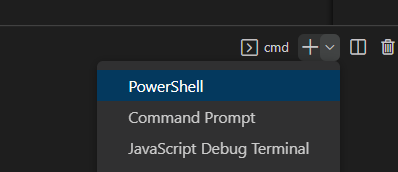 cmd
PowerShell
Command Prompt
JavaScript Debug Terminal